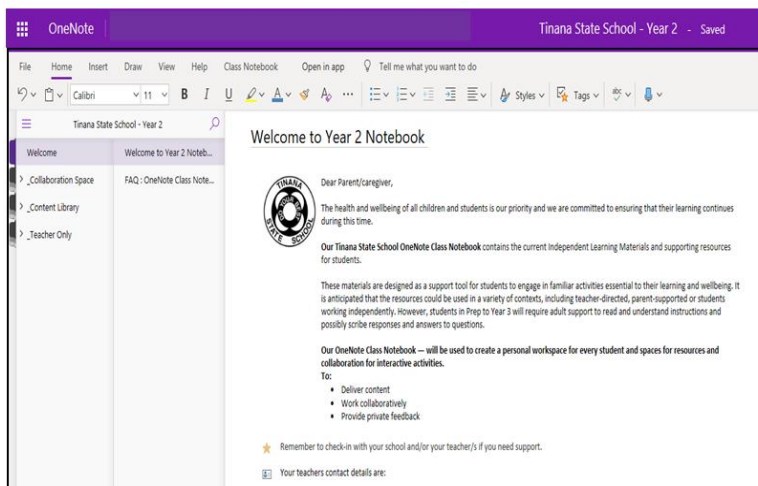 OneNote
Tinana State School - Year 2 - Saved
File Home Insert Draw View Help Class Notebook Open in app Tell me what you want to do
Calibri 11 B I U A A ... Styles Tags abc
Tinana State School - Year 2
Welcome
_Collaboration Space
_Content Library
_Teacher Only
Welcome to Year 2 Noteb...
FAQ : OneNote Class Note...
Welcome to Year 2 Notebook
TINANA
STATE SCHOOL
Dear Parent/caregiver,
The health and wellbeing of all children and students is our priority and we are committed to ensuring that their learning continues
during this time.
Our Tinana State School OneNote Class Notebook contains the current Independent Learning Materials and supporting resources
for students.
These materials are designed as a support tool for students to engage in familiar activities essential to their learning and wellbeing. It
is anticipated that the resources could be used in a variety of contexts, including teacher-directed, parent-supported or students
working independently. However, students in Prep to Year 3 will require adult support to read and understand instructions and
possibly scribe responses and answers to questions.
Our OneNote Class Notebook — will be used to create a personal workspace for every student and spaces for resources and
collaboration for interactive activities.
To:
• Deliver content
• Work collaboratively
• Provide private feedback
Remember to check-in with your school and/or your teacher/s if you need support.
Your teachers contact details are: